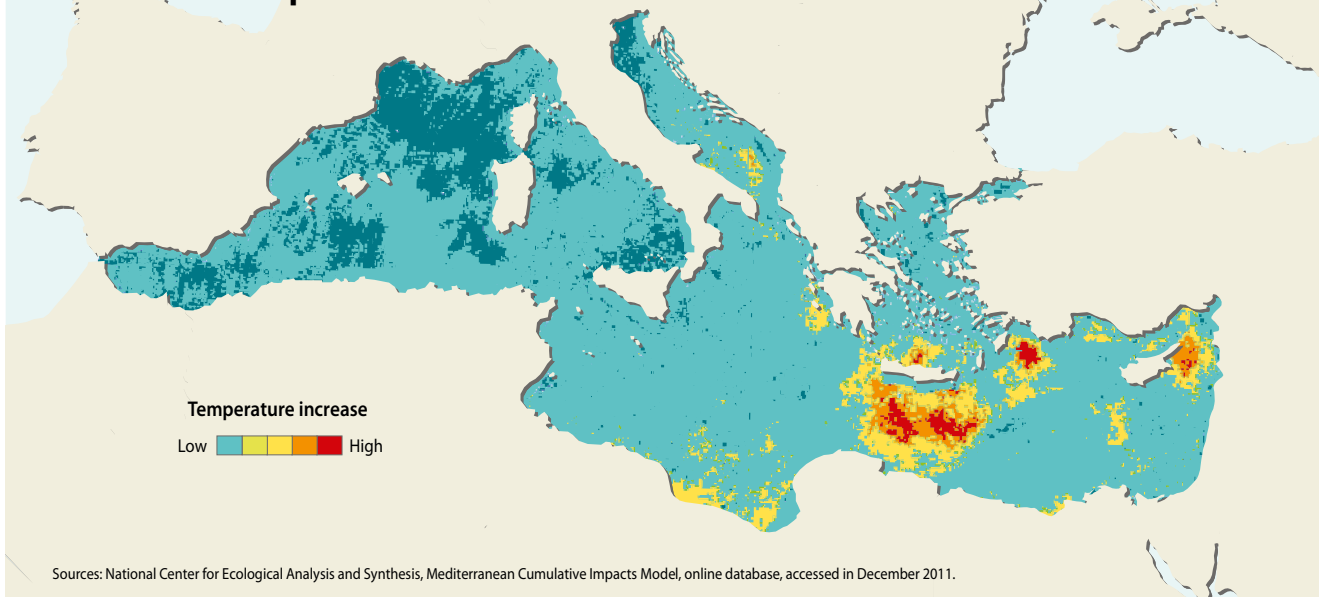 Temperature increase
Low High
Sources: National Center for Ecological Analysis and Synthesis, Mediterranean Cumulative Impacts Model, online database, accessed in December 2011.